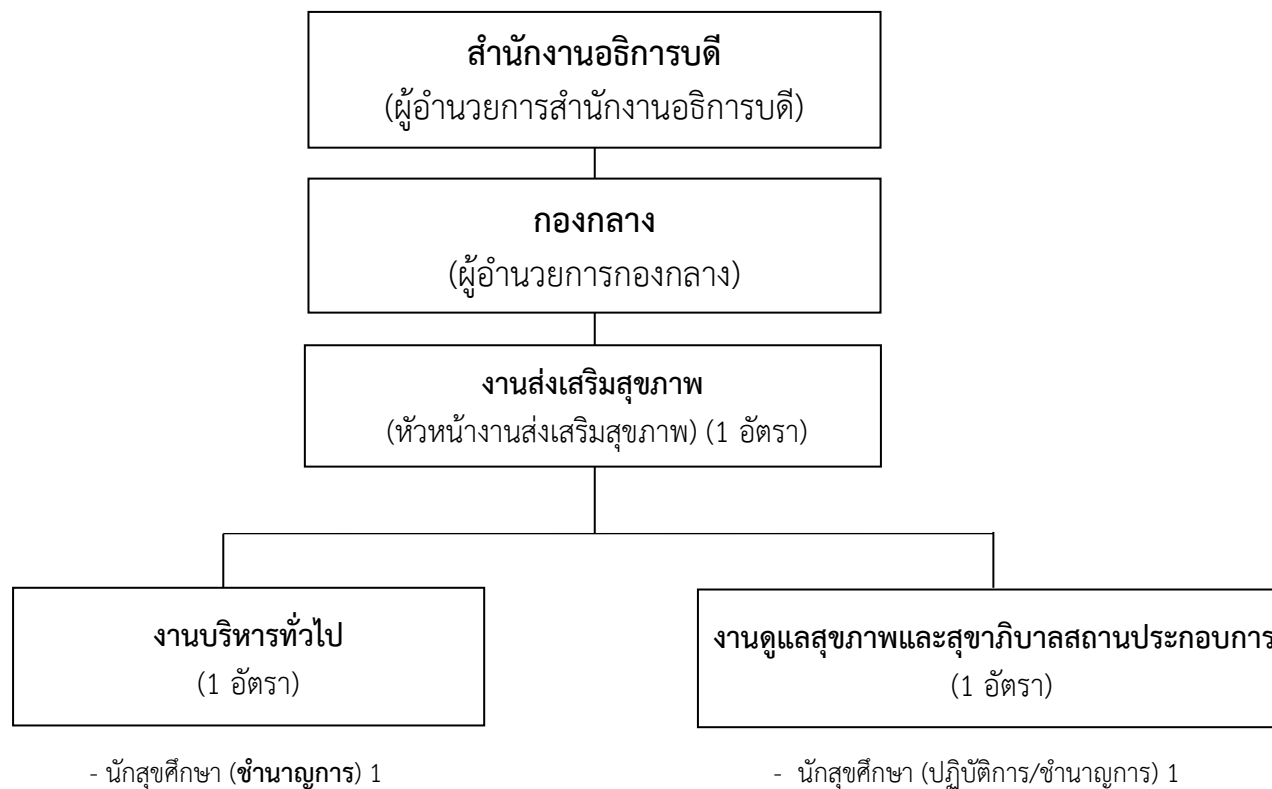 สำนักงานอธิการบดี
(ผู้อำนวยการสำนักงานอธิการบดี)
กองกลาง
(ผู้อำนวยการกองกลาง)
งานส่งเสริมสุขภาพ
(หัวหน้างานส่งเสริมสุขภาพ) (1 อัตรา)
งานบริหารทั่วไป
(1 อัตรา)
งานดูแลสุขภาพและสุขาภิบาลสถานประกอบการ
(1 อัตรา)
- นักสุขศึกษา (ชำนาญการ) 1
- นักสุขศึกษา (ปฏิบัติการ/ชำนาญการ) 1